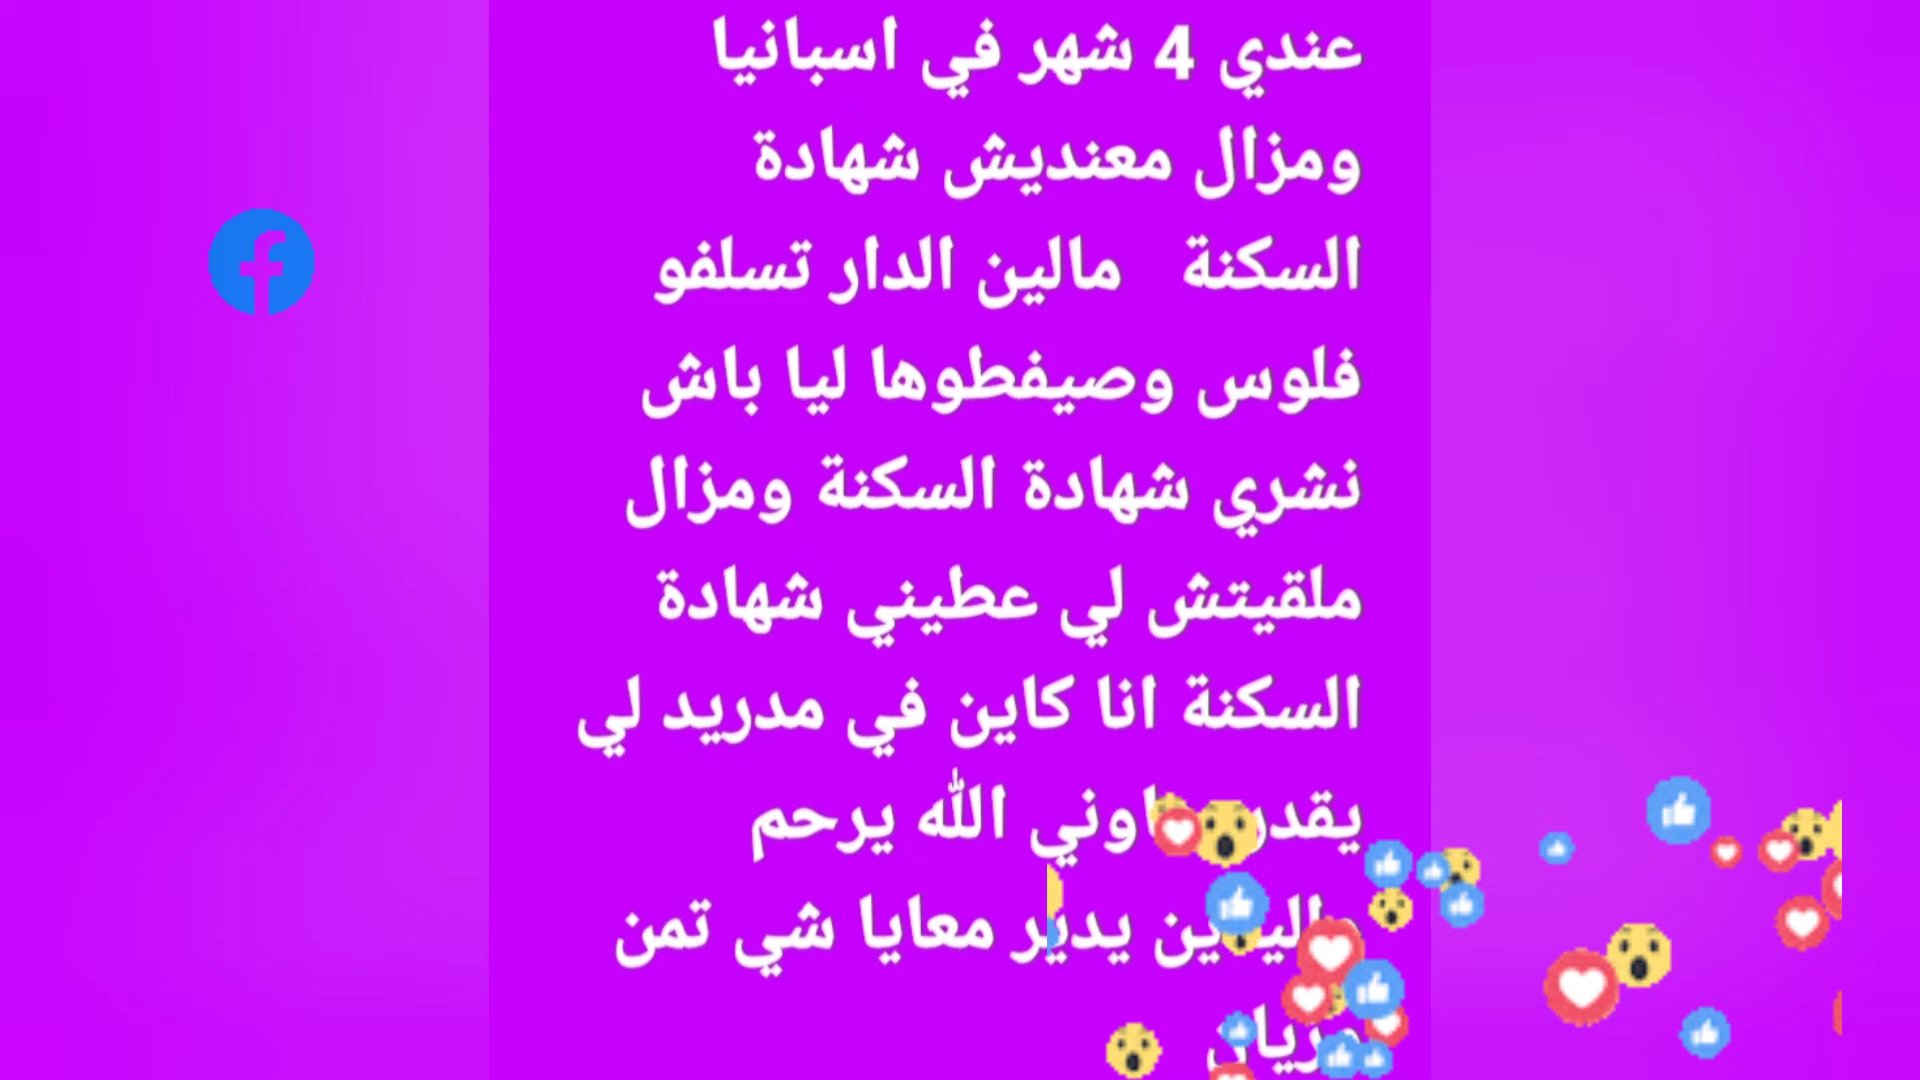 عندي 4 شهر في اسبانيا
ومزال معنديش شهادة
السكنة مالين الدار تسلفو
فلوس وصيفطوها ليا باش
نشري شهادة السكنة ومزال
ملقيتش لي عطيني شهادة
السكنة انا كاين في مدريد لي
يقدر الله يرحم
يدير معايا شي تمن